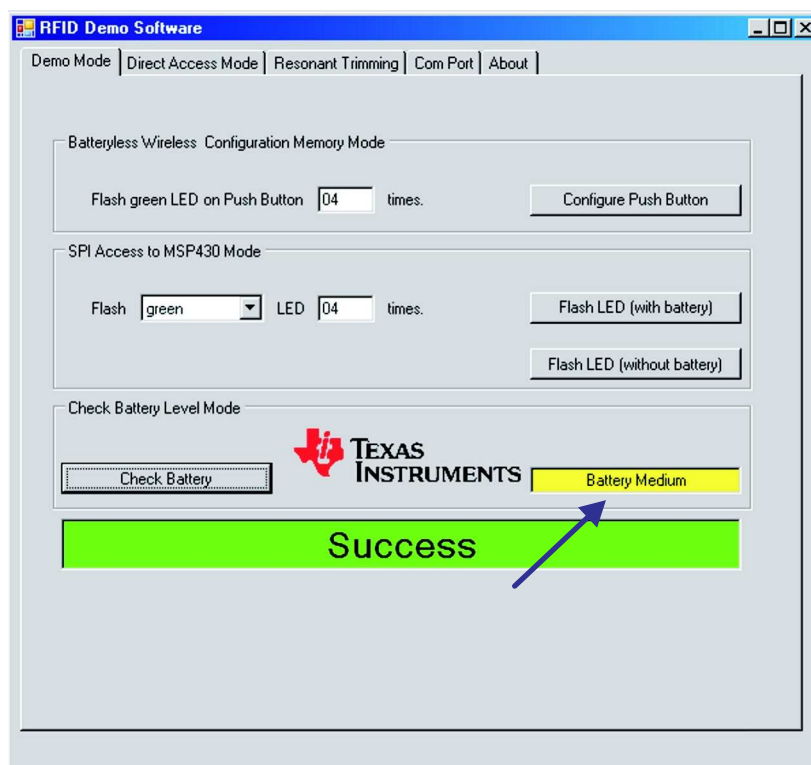 RFID Demo Software
Demo Mode Direct Access Mode Resonant Trimming Com Port About
Batteryless Wireless Configuration Memory Mode
Flash green LED on Push Button 04 times. Configure Push Button
SPI Access to MSP430 Mode
Flash green LED 04 times. Flash LED (with battery)
Flash LED (without battery)
Check Battery Level Mode
TEXAS
INSTRUMENTS
Check Battery Battery Medium
Success